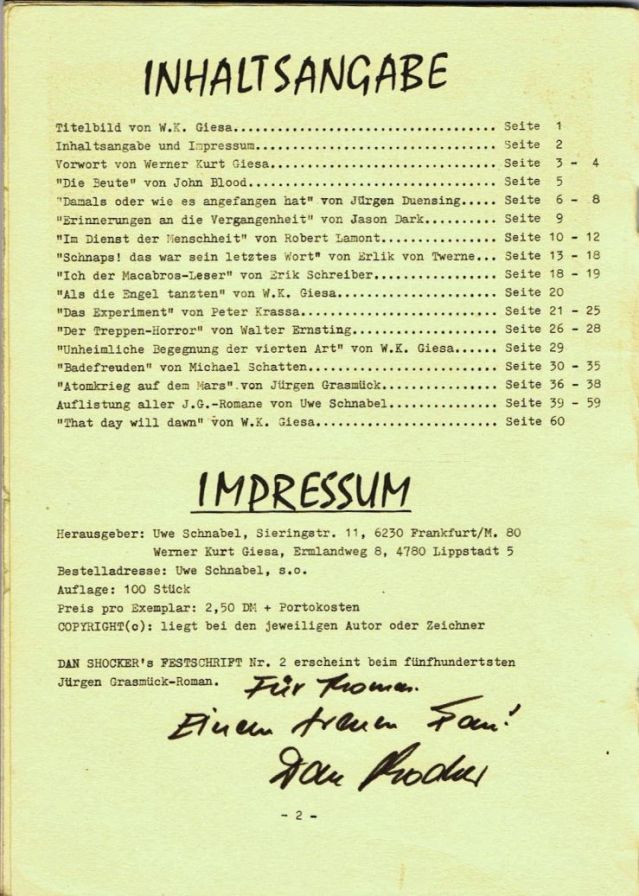 INHALTSANGABE
Titelbild von W.K. Giesa.................................. Seite 1
Inhaltsangabe und Impressum............................... Seite 2
Vorwort von Werner Kurt Giesa............................. Seite 3 - 4
"Die Beute" von John Blood................................ Seite 5
"Damals oder wie es angefangen hat" von Jürgen Duensing..... Seite 6 - 8
"Erinnerungen an die Vergangenheit" von Jason Dark......... Seite 9
"Im Dienst der Menschheit" von Robert Lamont............... Seite 10 - 12
"Schnaps! das war sein letztes Wort" von Erlik von Twerne... Seite 13 - 18
"Ich der Macabros-Leser" von Erik Schreiber................ Seite 18 - 19
"Als die Engel tanzten" von W.K. Giesa..................... Seite 20
"Das Experiment" von Peter Krassa.......................... Seite 21 - 25
"Der Treppen-Horror" von Walter Ernsting................... Seite 26 - 28
"Unheimliche Begegnung der vierten Art" von W.K. Giesa...... Seite 29
"Badefreuden" von Michael Schatten......................... Seite 30 - 35
"Atomkrieg auf dem Mars".von Jürgen Grasmück............... Seite 36 - 38
Auflistung aller J.G.-Romane von Uwe Schnabel.............. Seite 39 - 59
"That day will dawn" von W.K. Giesa........................ Seite 60
IMPRESSUM
Herausgeber: Uwe Schnabel, Sieringstr. 11, 6230 Frankfurt/M. 80
Werner Kurt Giesa, Ermlandweg 8, 4780 Lippstadt 5
Bestelladresse: Uwe Schnabel, s.o.
Auflage: 100 Stück
Preis pro Exemplar: 2,50 DM + Portokosten
COPYRIGHT(c): liegt bei den jeweiligen Autor oder Zeichner
DAN SHOCKER's FESTSCHRIFT Nr. 2 erscheint beim fünfhundertsten
Jürgen Grasmück-Roman.
Für
Einem treuen Fan!
Dan Shocker
- 2 -